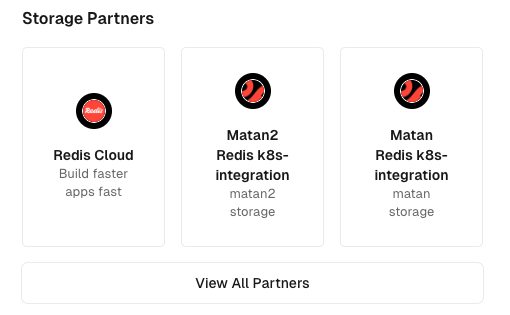 Storage Partners
Redis
Redis Cloud
Build faster
apps fast
Matan2
Redis k8s-
integration
matan2
storage
Matan
Redis k8s-
integration
matan
storage
View All Partners